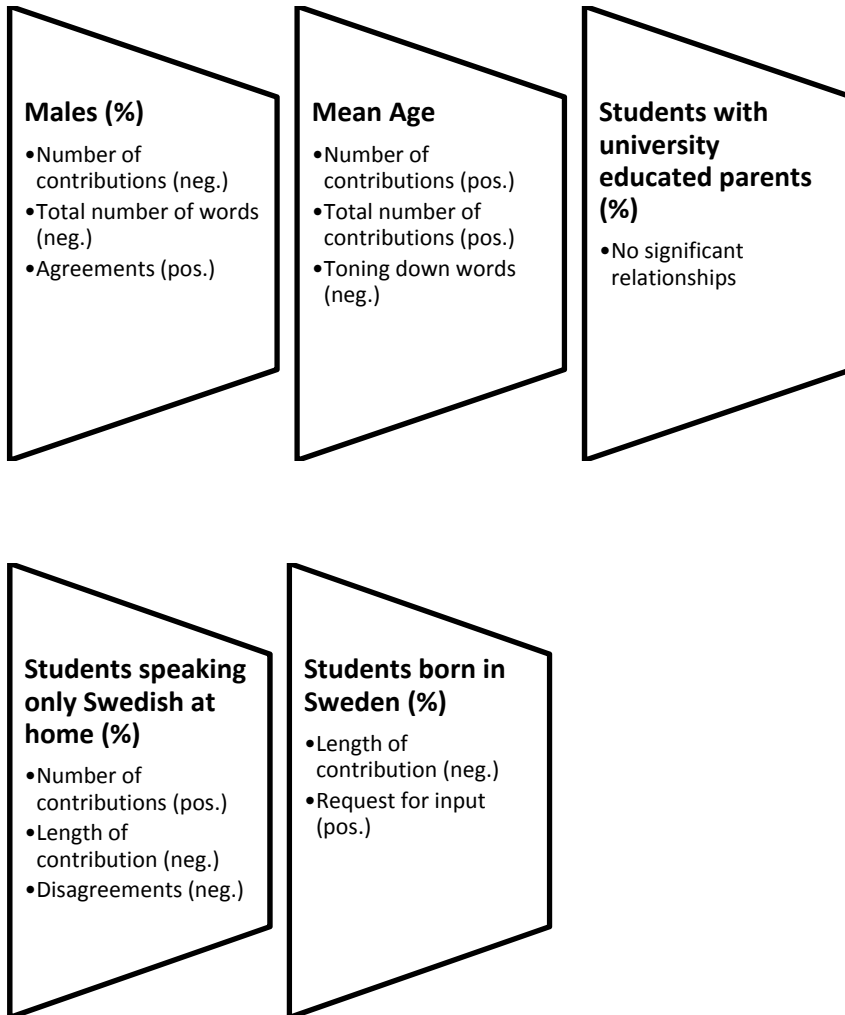 Males (%)
•Number of
contributions (neg.)
•Total number of words
(neg.)
•Agreements (pos.)
Mean Age
•Number of
contributions (pos.)
•Total number of
contributions (pos.)
•Toning down words
(neg.)
Students with
university
educated parents
(%)
•No significant
relationships
Students speaking
only Swedish at
home (%)
•Number of
contributions (pos.)
•Length of
contribution (neg.)
•Disagreements (neg.)
Students born in
Sweden (%)
•Length of
contribution (neg.)
•Request for input
(pos.)